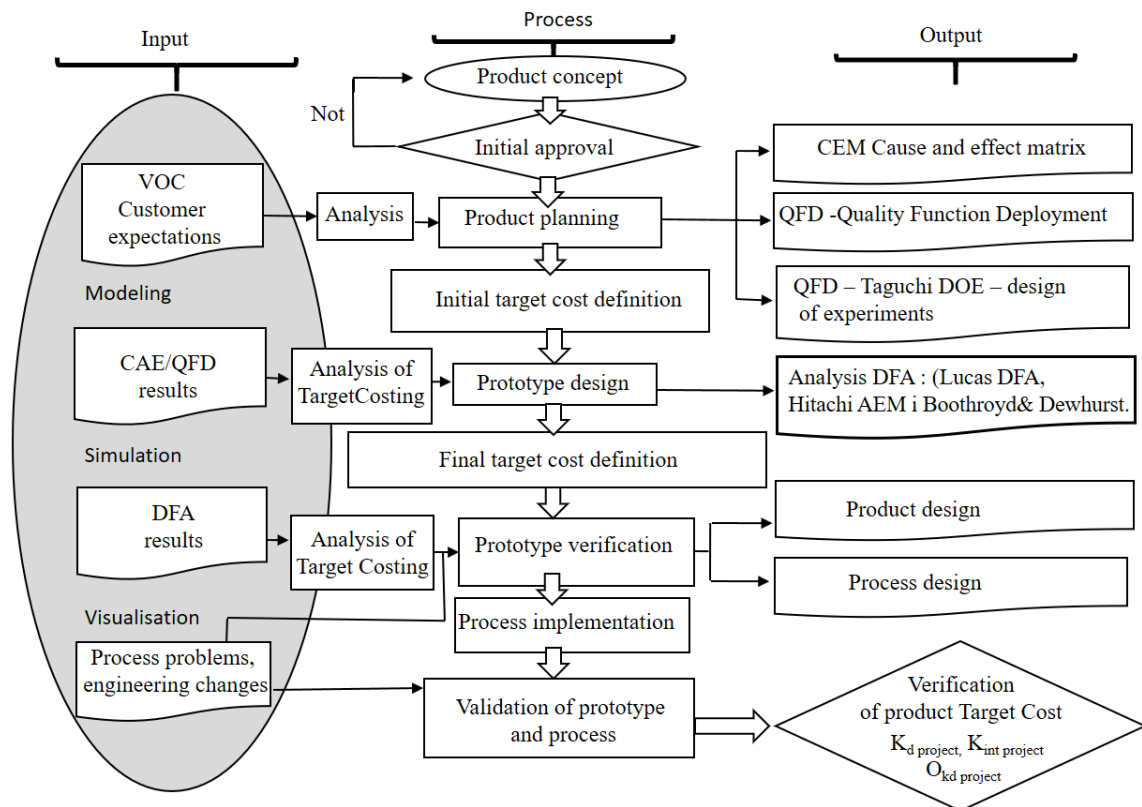 Input
Process
Output
Product concept
Not
Initial approval
CEM Cause and effect matrix
VOC
Customer
expectations
Analysis
Product planning
QFD -Quality Function Deployment
Modeling
Initial target cost definition
QFD – Taguchi DOE – design
of experiments
CAE/QFD
results
Analysis of
TargetCosting
Prototype design
Analysis DFA : (Lucas DFA,
Hitachi AEM i Boothroyd& Dewhurst.
Simulation
Final target cost definition
DFA
results
Analysis of
Target Costing
Prototype verification
Product design
Process design
Visualisation
Process implementation
Process problems,
engineering changes
Validation of prototype
and process
Verification
of product Target Cost
K d project, K int project
O kd project